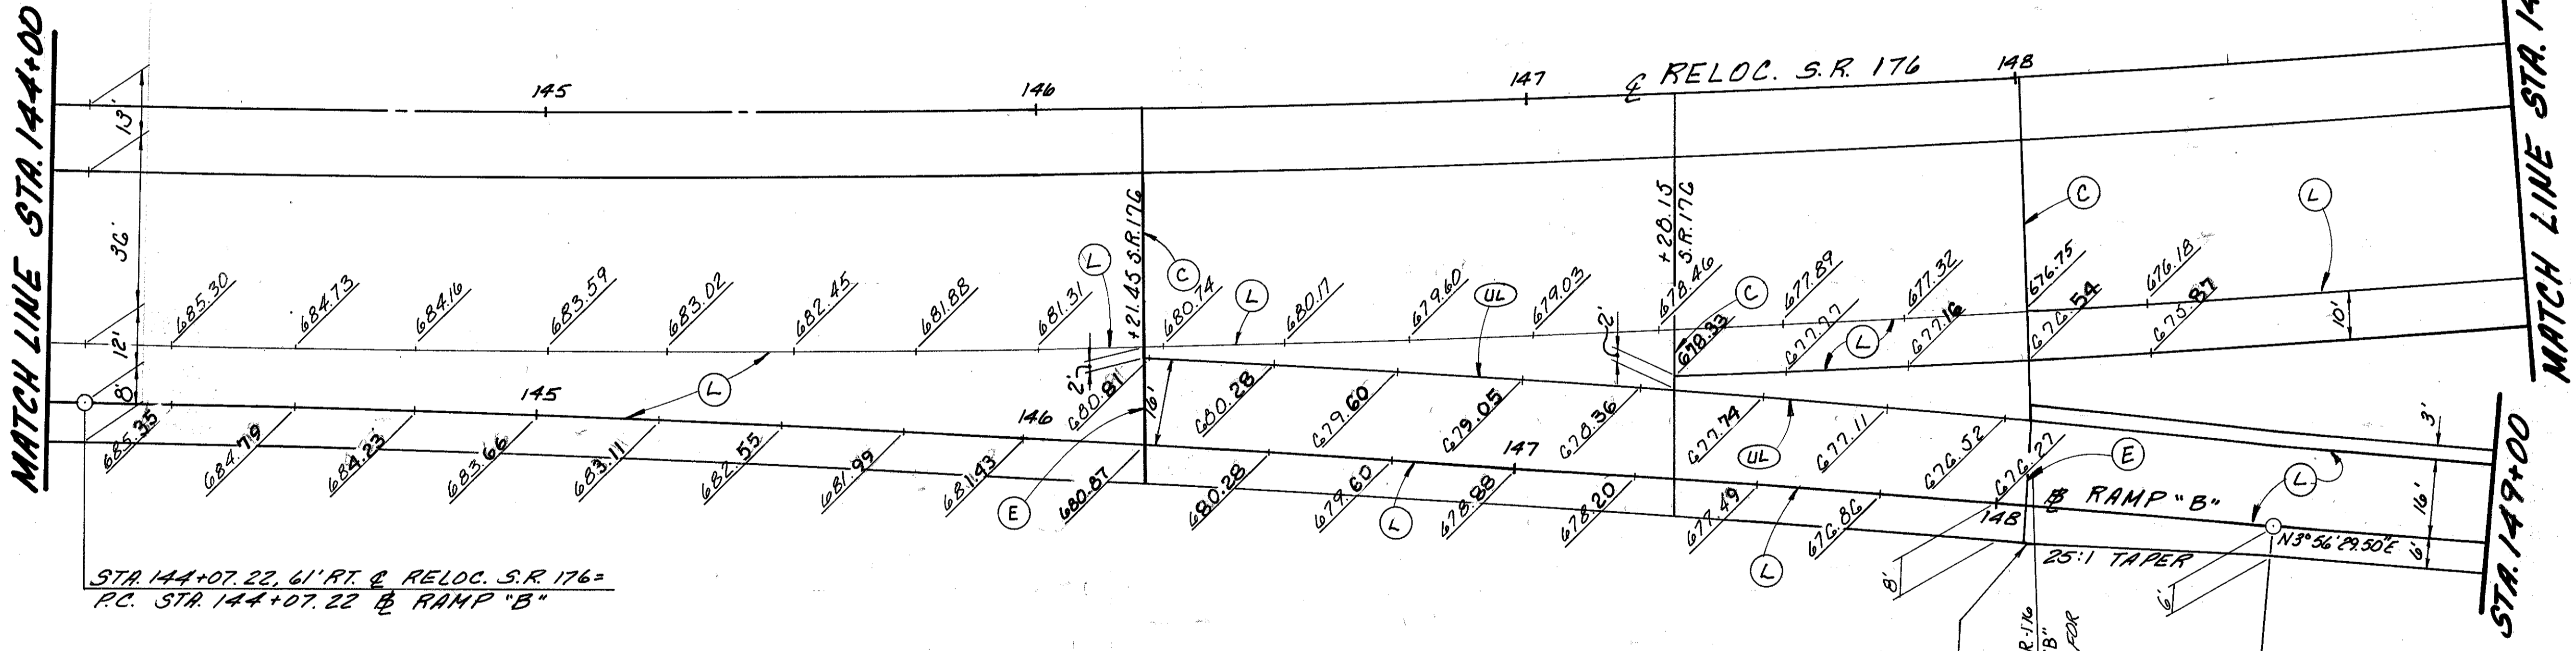 MATCH LINE STA. 144+00
13'
36'
12'
8'
145
146
147
148
℄ RELOC. S.R. 176
MATCH LINE STA. 14
685.30
684.73
684.16
683.59
683.02
682.45
681.88
681.31
680.74
680.17
679.60
679.03
678.46
677.89
677.32
676.75
676.18
+21.45 S.R.176
+28.15
S.R.176
L
C
L
UL
C
C
L
2'
2'
678.33
677.77
677.16
676.54
675.87
L
10'
L
145
146
147
148
680.81
680.28
679.60
679.05
678.36
677.74
677.11
676.52
676.27
16'
UL
E
E
685.35
684.79
684.23
683.66
683.11
682.55
681.99
681.43
680.87
680.28
679.60
678.88
678.20
677.49
676.86
L
L
L
RAMP "B"
3'
16'
6'
N3°56'29.50"E
25:1 TAPER
8'
6'
STA. 149+00
STA. 144+07.22, 61' RT. ℄ RELOC. S.R. 176=
P.C. STA. 144+07.22 RAMP "B"
"B"
FOR